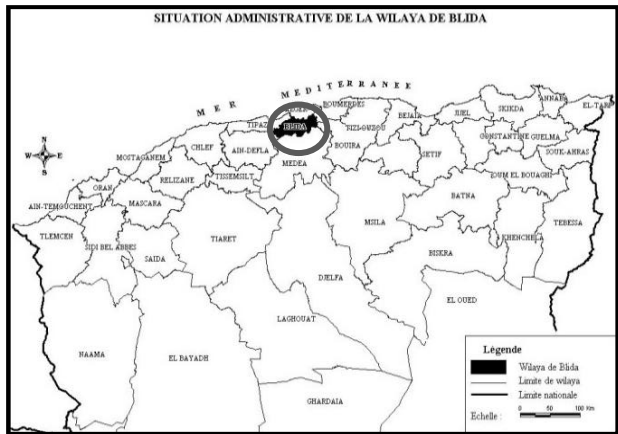 SITUATION ADMINISTRATIVE DE LA WILAYA DE BLIDA
MER MEDITERRANEE
BOUMERDES
TIPAZ
BLIDA
TIZI-OUZOU
BEJAIA
JIJEL
SKIKDA
ANNABA
EL-TARF
CHLEF
AIN-DEFLA
MEDEA
BOUIRA
SETIF
CONSTANTINE
GUELMA
SOUK-AHRAS
N
W E
S
MOSTAGANEM
ORAN
RELIZANE
TISSEMSILT
OUM EL BOUAGHI
AIN-TEMOUCHENT
MASCARA
BATNA
TLEMCEN
SIDI BEL ABBES
SAIDA
TIARET
MSILA
KHENCHELA
TEBESSA
BISKRA
DJELFA
EL OUED
LAGHOUAT
NAAMA
EL BAYADH
GHARDAIA
Légende
Wilaya de Blida
Limite de wilaya
Limite nationale
Echelle :
0 50 100 Km